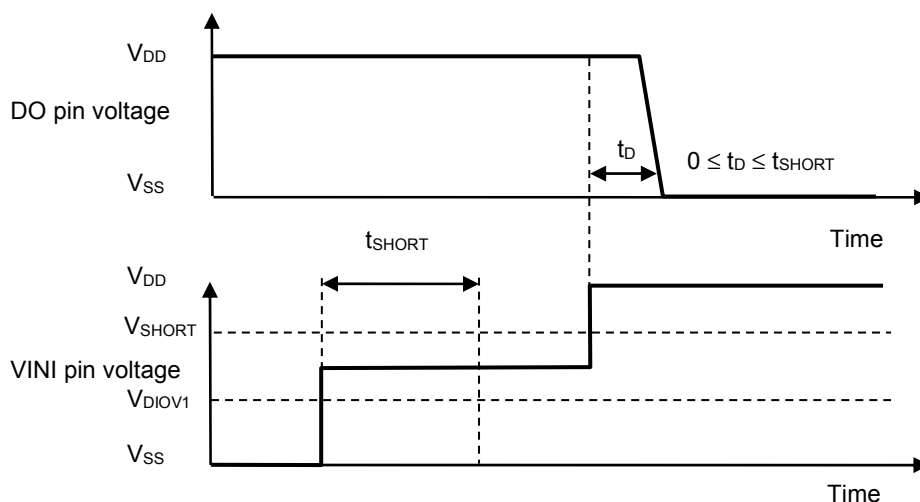 VDD
DO pin voltage
tD
0 ≤ tD ≤ tSHORT
VSS
Time
tSHORT
VDD
VSHORT
VINI pin voltage
VDIOV1
VSS
Time